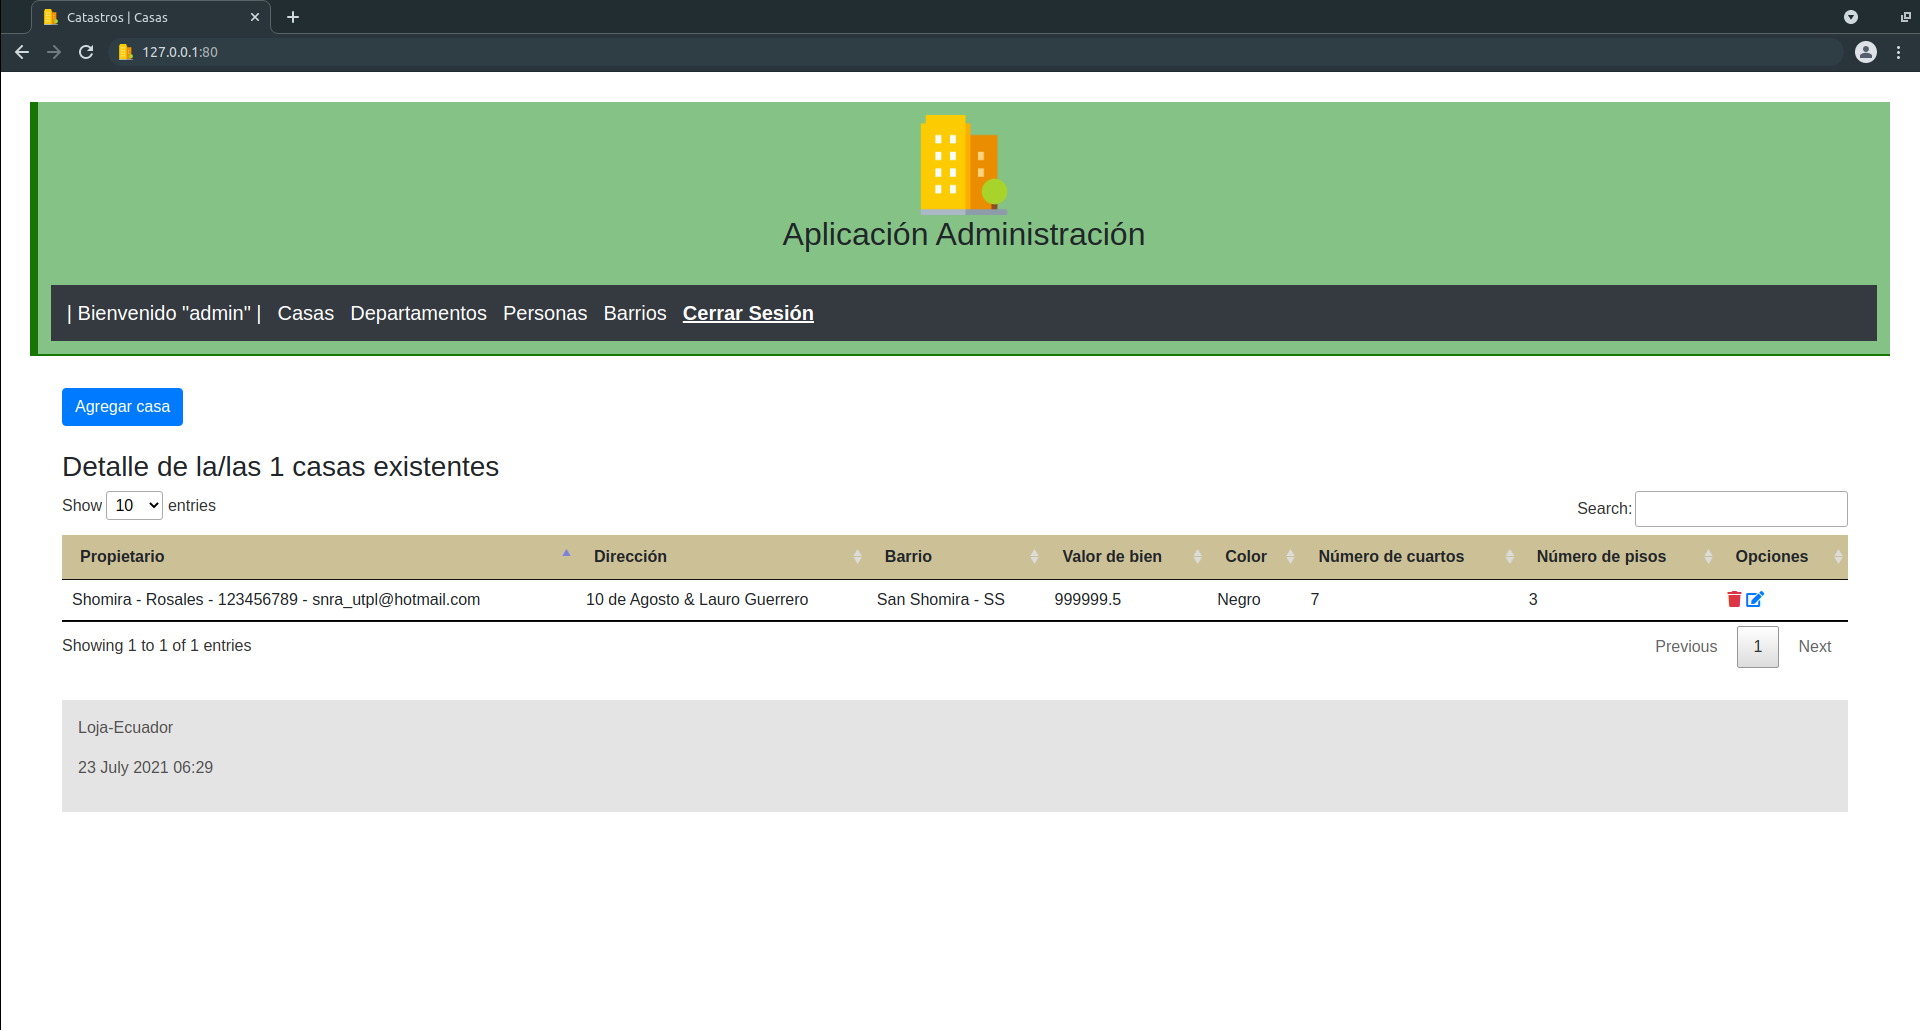 Catastros | Casas
127.0.0.1:80
Aplicación Administración
| Bienvenido "admin" | Casas Departamentos Personas Barrios Cerrar Sesión
Agregar casa
Detalle de la/las 1 casas existentes
Show 10 entries Search:
Propietario Dirección Barrio Valor de bien Color Número de cuartos Número de pisos Opciones
Shomira - Rosales - 123456789 - snra_utpl@hotmail.com 10 de Agosto & Lauro Guerrero San Shomira - SS 999999.5 Negro 7 3
Showing 1 to 1 of 1 entries Previous 1 Next
Loja-Ecuador
23 July 2021 06:29